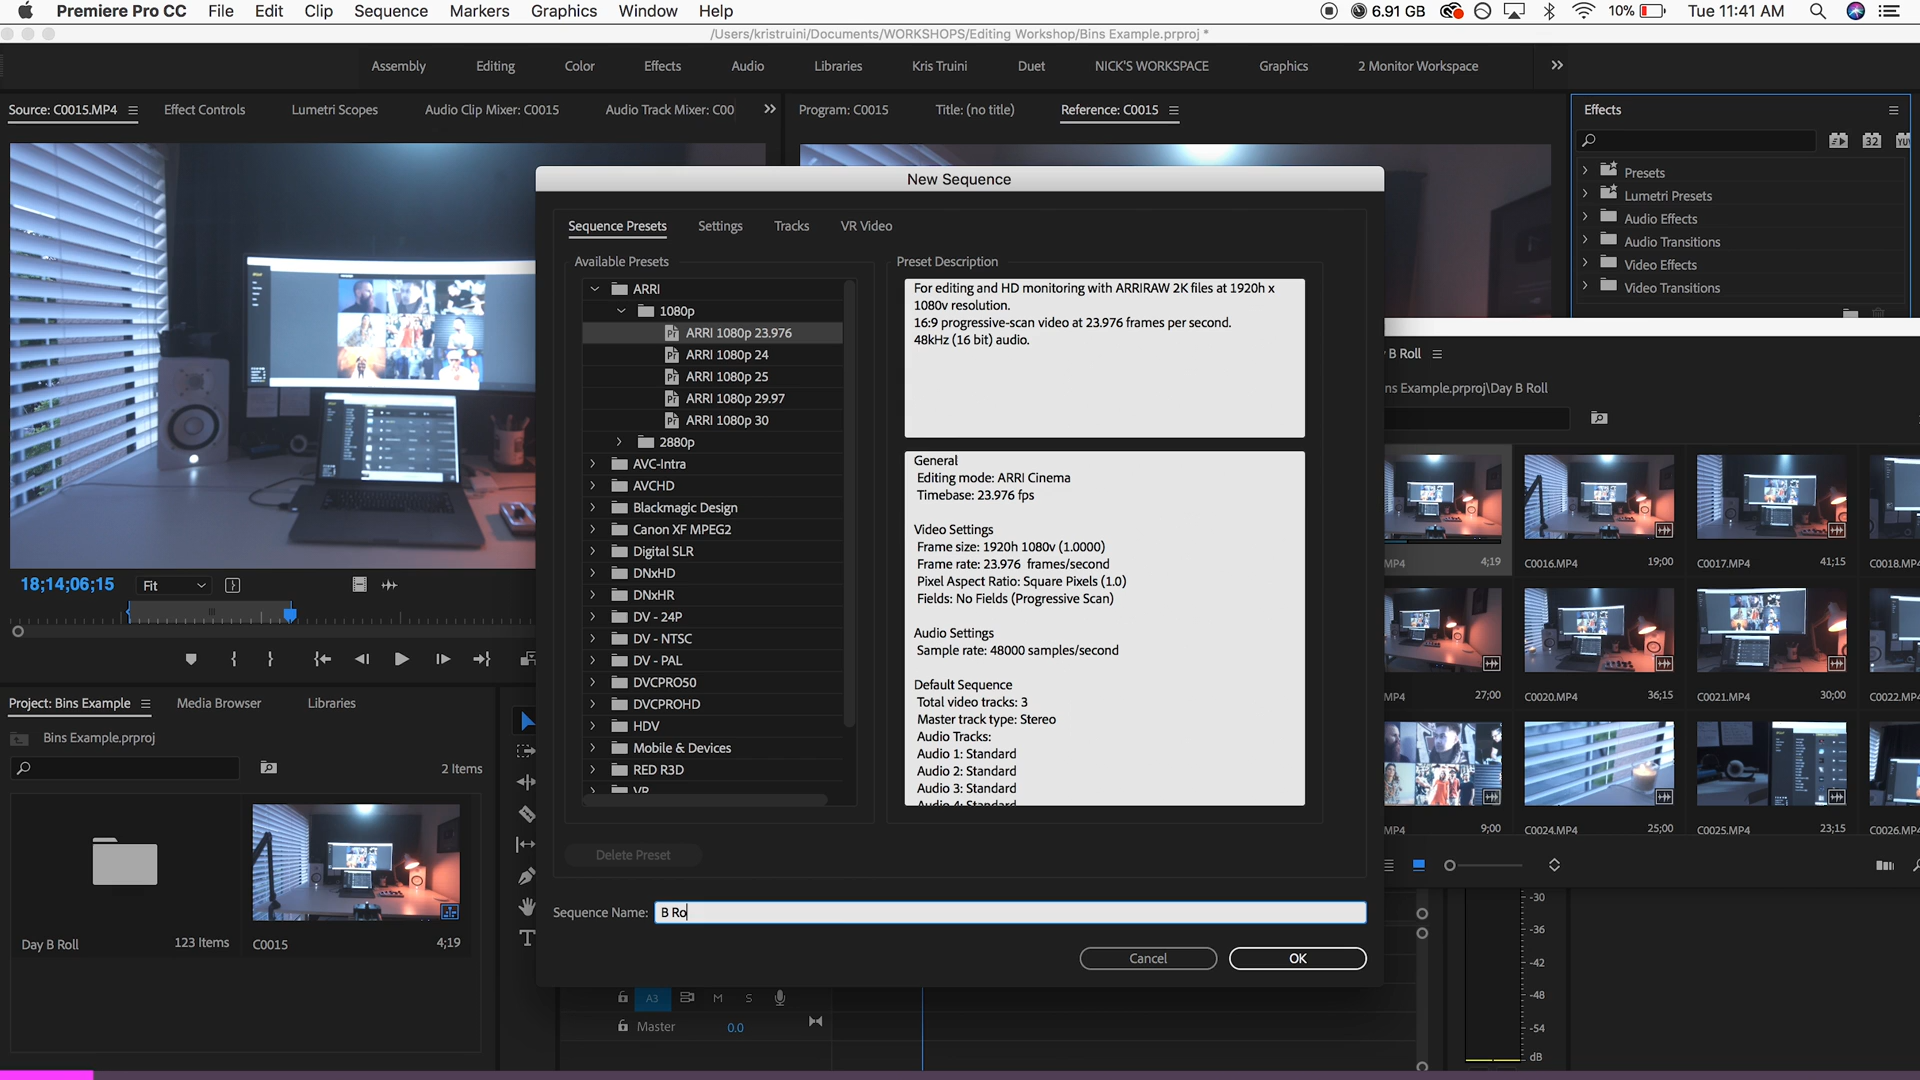 Premiere Pro CC File Edit Clip Sequence Markers Graphics Window Help 6.91 GB 10% Tue 11:41 AM
/Users/kristruini/Documents/WORKSHOPS/Editing Workshop/Bins Example.prproj *
Assembly Editing Color Effects Audio Libraries Kris Truini Duet NICK'S WORKSPACE Graphics 2 Monitor Workspace
Source: C0015.MP4 Effect Controls Lumetri Scopes Audio Clip Mixer: C0015 Audio Track Mixer: C00 Program: C0015 Title: (no title) Reference: C0015 Effects
32 YUV
Presets
Lumetri Presets
Audio Effects
Audio Transitions
Video Effects
Video Transitions
New Sequence
Sequence Presets Settings Tracks VR Video
Available Presets
ARRI
1080p
ARRI 1080p 23.976
ARRI 1080p 24
ARRI 1080p 25
ARRI 1080p 29.97
ARRI 1080p 30
2880p
AVC-Intra
AVCHD
Blackmagic Design
Canon XF MPEG2
Digital SLR
DNxHD
DNxHR
DV - 24P
DV - NTSC
DV - PAL
DVCPRO50
DVCPROHD
HDV
Mobile & Devices
RED R3D
VR
Delete Preset
Preset Description
For editing and HD monitoring with ARRIRAW 2K files at 1920h x
1080v resolution.
16:9 progressive-scan video at 23.976 frames per second.
48kHz (16 bit) audio.
General
Editing mode: ARRI Cinema
Timebase: 23.976 fps
Video Settings
Frame size: 1920h 1080v (1.0000)
Frame rate: 23.976 frames/second
Pixel Aspect Ratio: Square Pixels (1.0)
Fields: No Fields (Progressive Scan)
Audio Settings
Sample rate: 48000 samples/second
Default Sequence
Total video tracks: 3
Master track type: Stereo
Audio Tracks:
Audio 1: Standard
Audio 2: Standard
Audio 3: Standard
Audio 4: Standard
Sequence Name: B Ro
Cancel OK
18;14;06;15 Fit
Project: Bins Example Media Browser Libraries
Bins Example.prproj
2 Items
Day B Roll 123 Items C0015 4;19
B Roll
ns Example.prproj\Day B Roll
MP4 4;19 C0016.MP4 19;00 C0017.MP4 41;15 C0018.MP4
MP4 27;00 C0020.MP4 36;15 C0021.MP4 30;00 C0022.MP4
MP4 9;00 C0024.MP4 25;00 C0025.MP4 23;15 C0026.MP4
A3 M S
Master 0.0
-30
-36
-42
-48
-54
dB